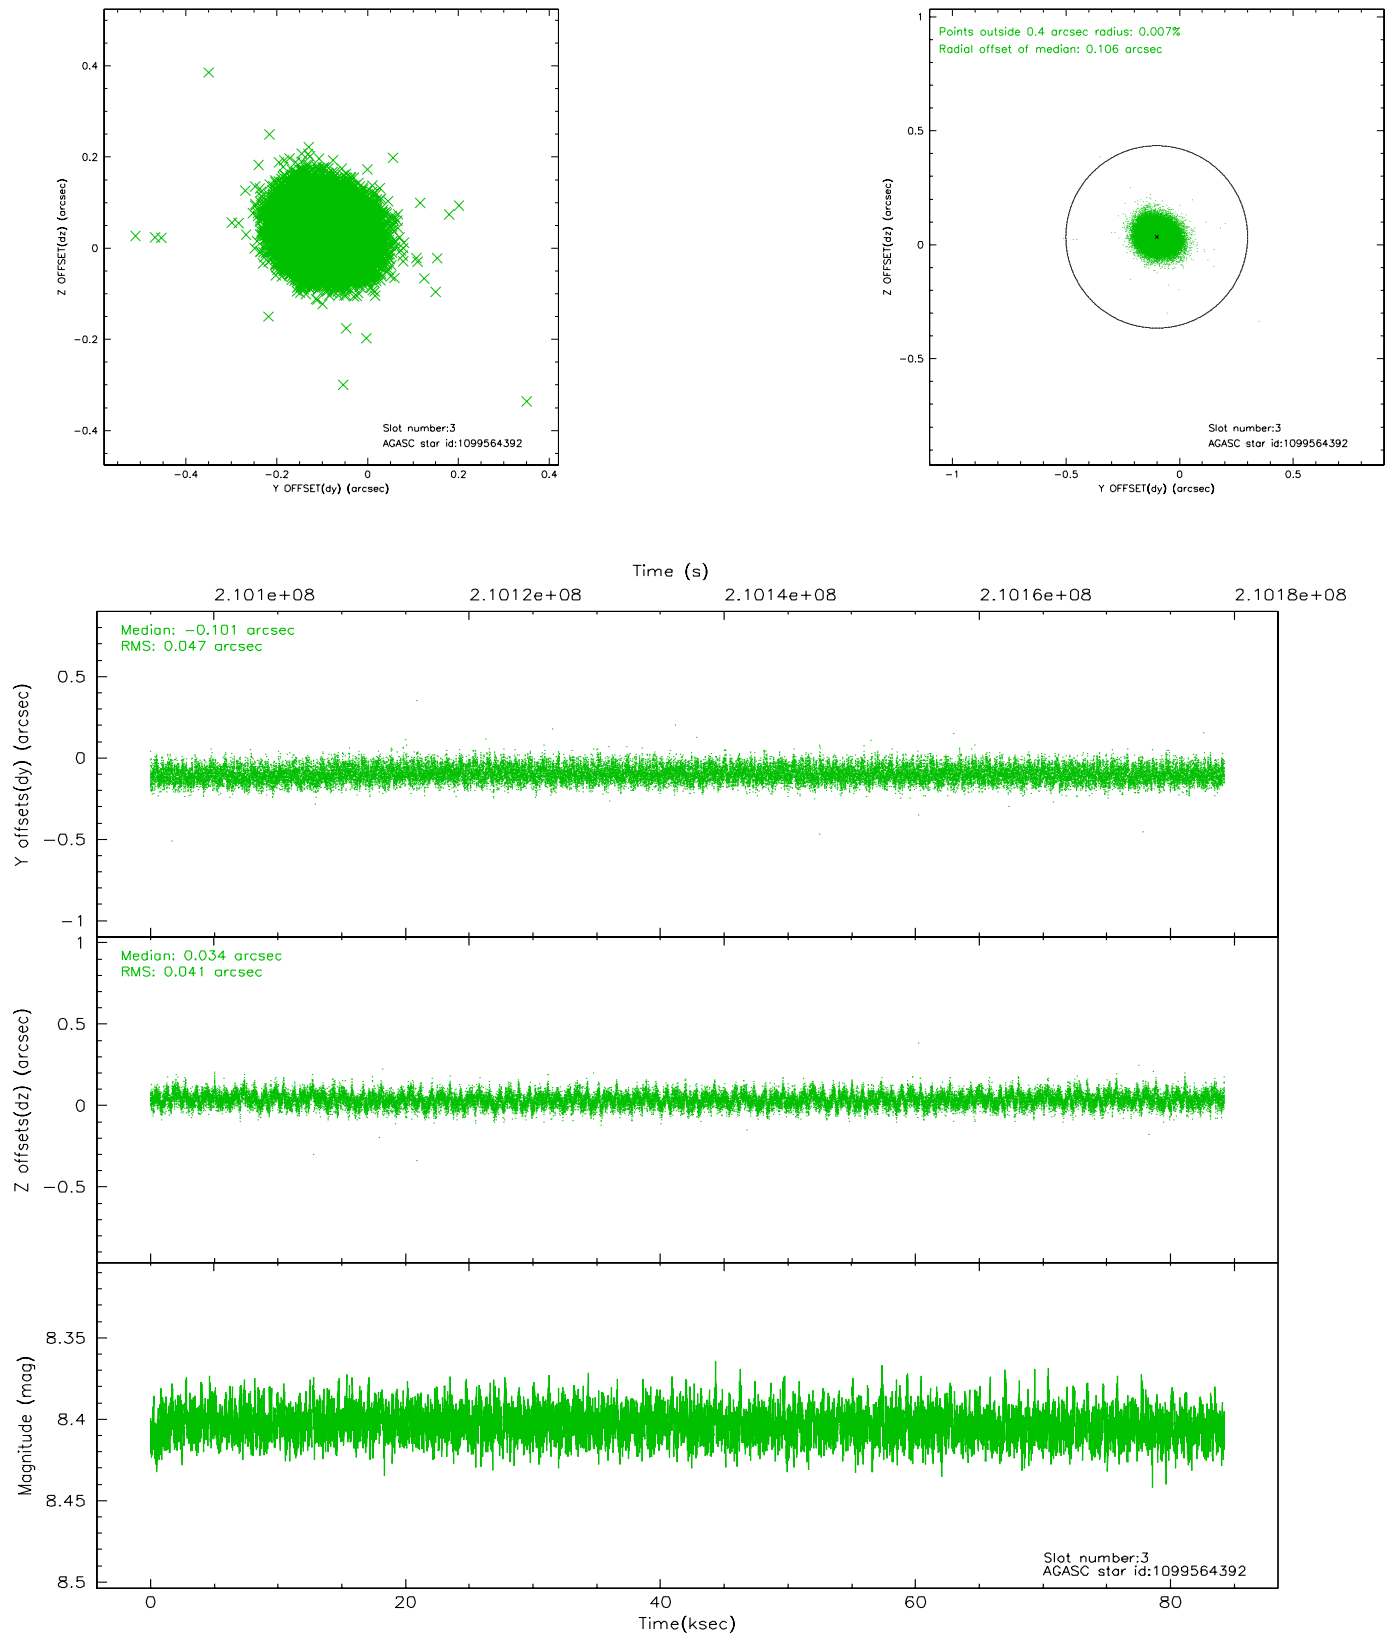 0.4
0.2
0
−0.2
−0.4
Z OFFSET(dz) (arcsec)
Slot number:3
AGASC star id:1099564392
−0.4
−0.2
0
0.2
0.4
Y OFFSET(dy) (arcsec)
Points outside 0.4 arcsec radius: 0.007%
Radial offset of median: 0.106 arcsec
1
0.5
0
−0.5
Z OFFSET(dz) (arcsec)
Slot number:3
AGASC star id:1099564392
−1
−0.5
0
0.5
Y OFFSET(dy) (arcsec)
Time (s)
2.101e+08
2.1012e+08
2.1014e+08
2.1016e+08
2.1018e+08
Median: −0.101 arcsec
RMS: 0.047 arcsec
0.5
0
−0.5
−1
Y offsets(dy) (arcsec)
Median: 0.034 arcsec
RMS: 0.041 arcsec
1
0.5
0
−0.5
Z offsets(dz) (arcsec)
8.35
8.4
8.45
8.5
Magnitude (mag)
Slot number:3
AGASC star id:1099564392
0
20
40
60
80
Time(ksec)